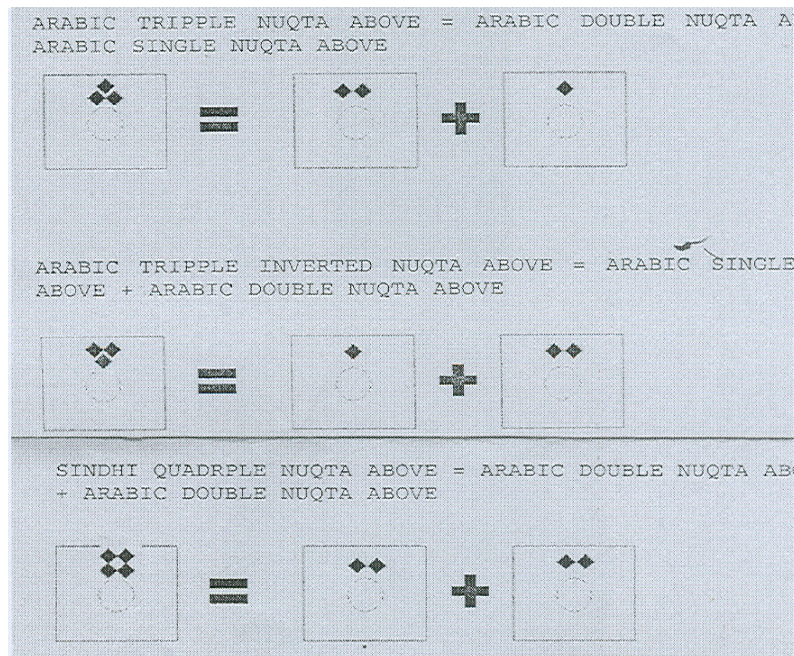 ARABIC TRIPPLE NUQTA ABOVE = ARABIC DOUBLE NUQTA
ARABIC SINGLE NUQTA ABOVE
=
+
ARABIC TRIPPLE INVERTED NUQTA ABOVE = ARABIC SINGLE
ABOVE + ARABIC DOUBLE NUQTA ABOVE
=
+
SINDHI QUADRPLE NUQTA ABOVE = ARABIC DOUBLE NUQTA
+ ARABIC DOUBLE NUQTA ABOVE
=
+